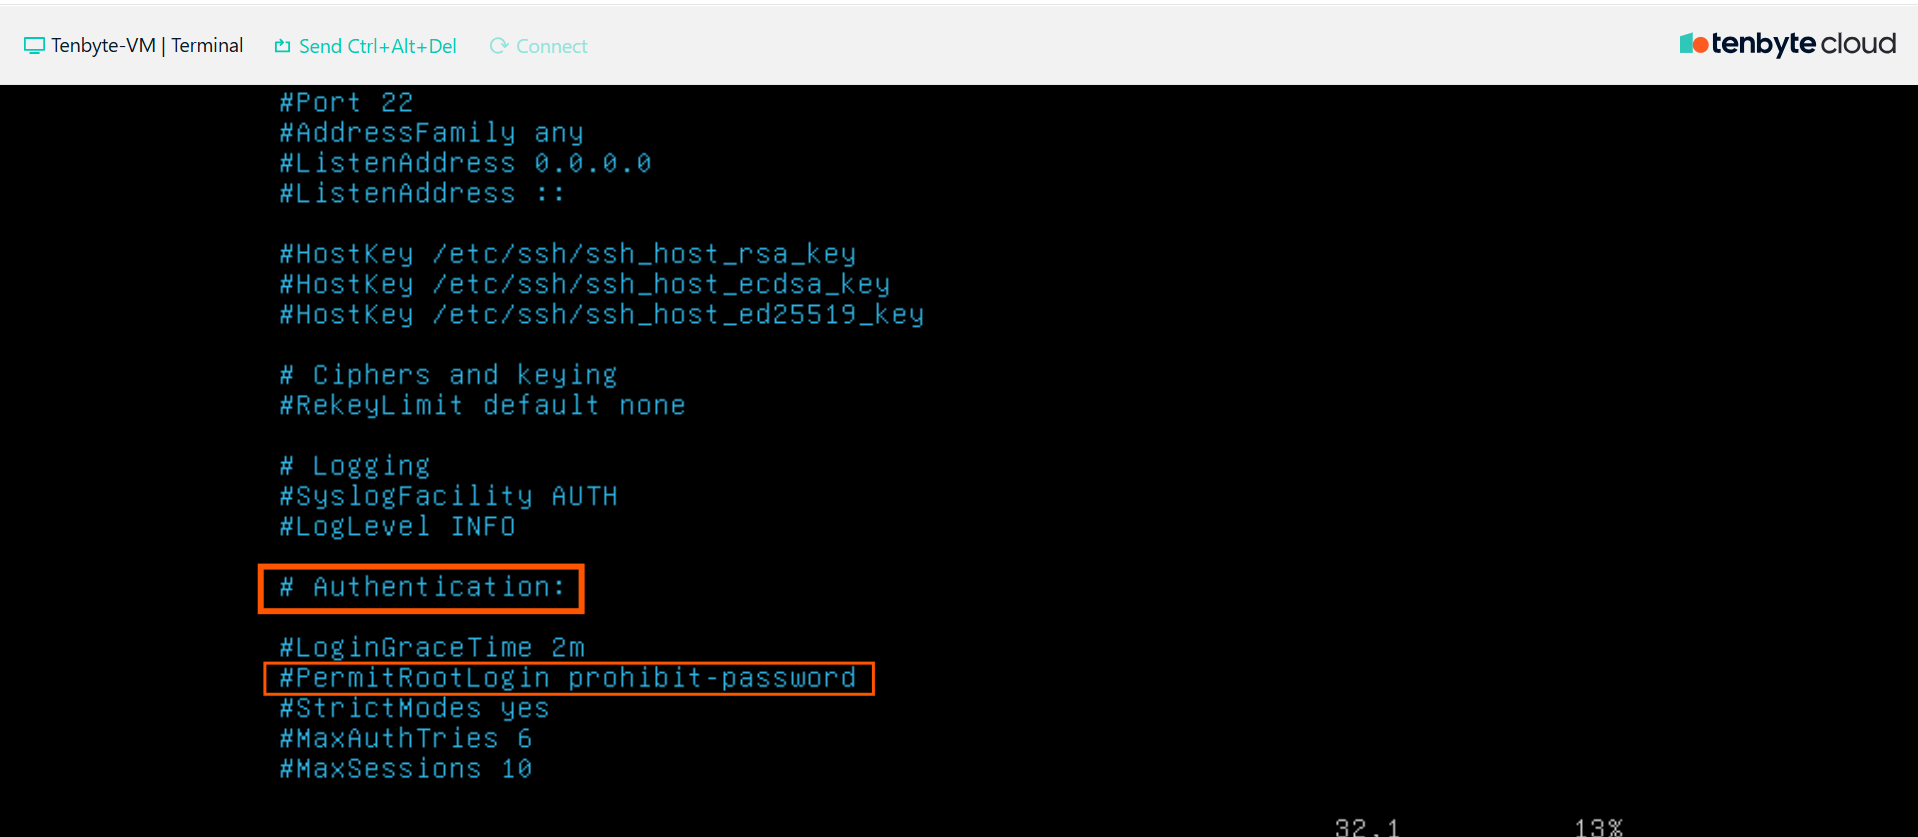 Tenbyte-VM | Terminal Send Ctrl+Alt+Del Connect tenbyte cloud
#Port 22
#AddressFamily any
#ListenAddress 0.0.0.0
#ListenAddress ::
#HostKey /etc/ssh/ssh_host_rsa_key
#HostKey /etc/ssh/ssh_host_ecdsa_key
#HostKey /etc/ssh/ssh_host_ed25519_key
# Ciphers and keying
#RekeyLimit default none
# Logging
#SyslogFacility AUTH
#LogLevel INFO
# Authentication:
#LoginGraceTime 2m
#PermitRootLogin prohibit-password
#StrictModes yes
#MaxAuthTries 6
#MaxSessions 10
32,1 13%